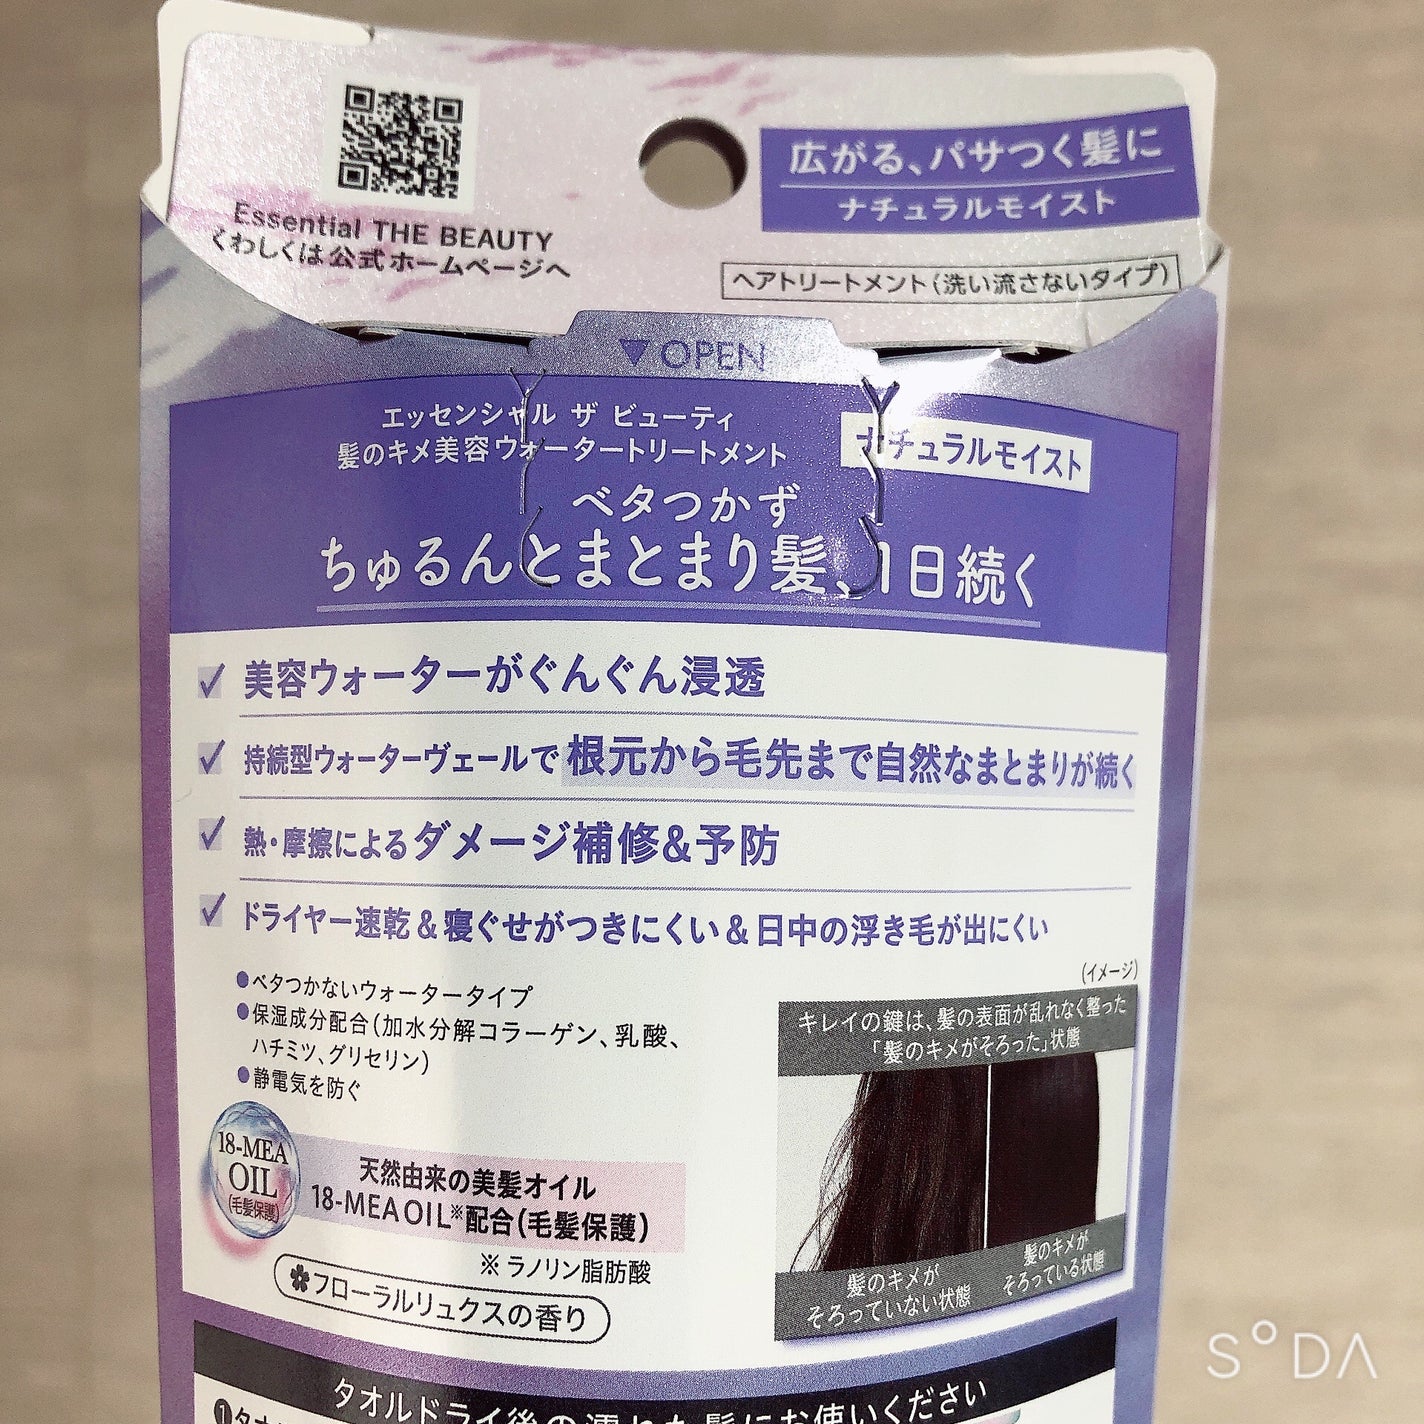 Essential THE BEAUTY
くわしくは公式ホームページへ
広がる、パサつく髪に
ナチュラルモイスト
ヘアトリートメント（洗い流さないタイプ）
▼OPEN
エッセンシャル ザ ビューティ
髪のキメ美容ウォータートリートメント
ナチュラルモイスト
ベタつかず
ちゅるんとまとまり髪、1日続く
美容ウォーターがぐんぐん浸透
持続型ウォーターヴェールで根元から毛先まで自然なまとまりが続く
熱・摩擦によるダメージ補修&予防
ドライヤー速乾&寝ぐせがつきにくい&日中の浮き毛が出にくい
●ベタつかないウォータータイプ
●保湿成分配合（加水分解コラーゲン、乳酸、
ハチミツ、グリセリン）
●静電気を防ぐ
18-MEA
OIL
（毛髪保護）
天然由来の美髪オイル
18-MEA OIL※配合（毛髪保護）
※ラノリン脂肪酸
フローラルリュクスの香り
（イメージ）
キレイの鍵は、髪の表面が乱れなく整った
「髪のキメがそろった」状態
髪のキメが
そろっていない状態
髪のキメが
そろっている状態
タオルドライ後の濡れた髪にお使いください
SODA